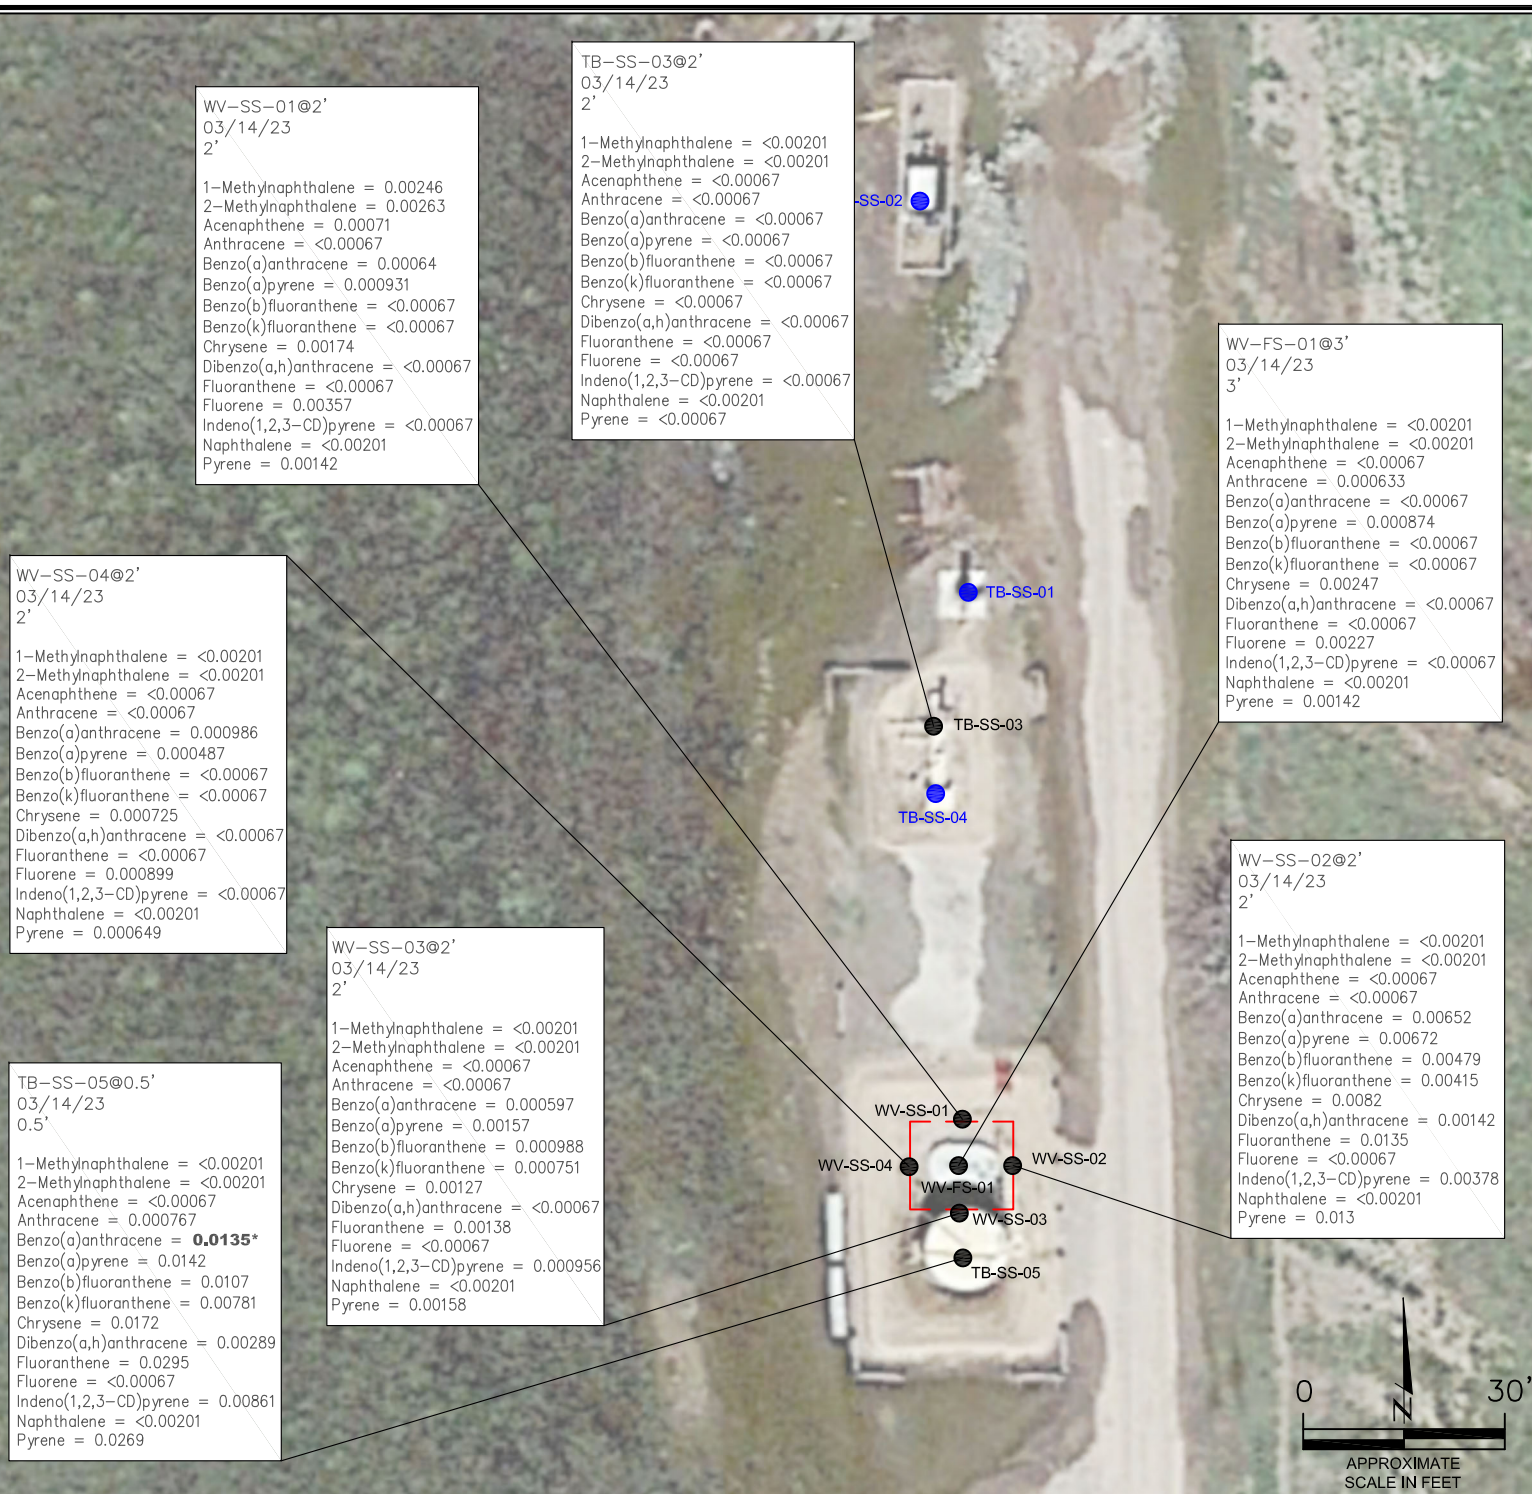 TB-SS-03@2'
03/14/23
2'
1-Methylnaphthalene = <0.00201
2-Methylnaphthalene = <0.00201
Acenaphthene = <0.00067
Anthracene = <0.00067
Benzo(a)anthracene = <0.00067
Benzo(a)pyrene = <0.00067
Benzo(b)fluoranthene = <0.00067
Benzo(k)fluoranthene = <0.00067
Chrysene = <0.00067
Dibenzo(a,h)anthracene = <0.00067
Fluoranthene = <0.00067
Fluorene = <0.00067
Indeno(1,2,3-CD)pyrene = <0.00067
Naphthalene = <0.00201
Pyrene = <0.00067
WV-SS-01@2'
03/14/23
2'
1-Methylnaphthalene = 0.00246
2-Methylnaphthalene = 0.00263
Acenaphthene = 0.00071
Anthracene = <0.00067
Benzo(a)anthracene = 0.00064
Benzo(a)pyrene = 0.000931
Benzo(b)fluoranthene = <0.00067
Benzo(k)fluoranthene = <0.00067
Chrysene = 0.00174
Dibenzo(a,h)anthracene = <0.00067
Fluoranthene = <0.00067
Fluorene = 0.00357
Indeno(1,2,3-CD)pyrene = <0.00067
Naphthalene = <0.00201
Pyrene = 0.00142
-SS-02
WV-FS-01@3'
03/14/23
3'
1-Methylnaphthalene = <0.00201
2-Methylnaphthalene = <0.00201
Acenaphthene = <0.00067
Anthracene = 0.000633
Benzo(a)anthracene = <0.00067
Benzo(a)pyrene = 0.000874
Benzo(b)fluoranthene = <0.00067
Benzo(k)fluoranthene = <0.00067
Chrysene = 0.00247
Dibenzo(a,h)anthracene = <0.00067
Fluoranthene = <0.00067
Fluorene = 0.00227
Indeno(1,2,3-CD)pyrene = <0.00067
Naphthalene = <0.00201
Pyrene = 0.00142
WV-SS-04@2'
03/14/23
2'
1-Methylnaphthalene = <0.00201
2-Methylnaphthalene = <0.00201
Acenaphthene = <0.00067
Anthracene = <0.00067
Benzo(a)anthracene = 0.000986
Benzo(a)pyrene = 0.000487
Benzo(b)fluoranthene = <0.00067
Benzo(k)fluoranthene = <0.00067
Chrysene = 0.000725
Dibenzo(a,h)anthracene = <0.00067
Fluoranthene = <0.00067
Fluorene = 0.000899
Indeno(1,2,3-CD)pyrene = <0.00067
Naphthalene = <0.00201
Pyrene = 0.000649
TB-SS-01
TB-SS-03
TB-SS-04
WV-SS-02@2'
03/14/23
2'
1-Methylnaphthalene = <0.00201
2-Methylnaphthalene = <0.00201
Acenaphthene = <0.00067
Anthracene = <0.00067
Benzo(a)anthracene = 0.00652
Benzo(a)pyrene = 0.00672
Benzo(b)fluoranthene = 0.00479
Benzo(k)fluoranthene = 0.00415
Chrysene = 0.0082
Dibenzo(a,h)anthracene = 0.00142
Fluoranthene = 0.0135
Fluorene = <0.00067
Indeno(1,2,3-CD)pyrene = 0.00378
Naphthalene = <0.00201
Pyrene = 0.013
WV-SS-03@2'
03/14/23
2'
1-Methylnaphthalene = <0.00201
2-Methylnaphthalene = <0.00201
Acenaphthene = <0.00067
Anthracene = <0.00067
Benzo(a)anthracene = 0.000597
Benzo(a)pyrene = 0.00157
Benzo(b)fluoranthene = 0.000988
Benzo(k)fluoranthene = 0.000751
Chrysene = 0.00127
Dibenzo(a,h)anthracene = <0.00067
Fluoranthene = 0.00138
Fluorene = <0.00067
Indeno(1,2,3-CD)pyrene = 0.000956
Naphthalene = <0.00201
Pyrene = 0.00158
TB-SS-05@0.5'
03/14/23
0.5'
1-Methylnaphthalene = <0.00201
2-Methylnaphthalene = <0.00201
Acenaphthene = <0.00067
Anthracene = 0.000767
Benzo(a)anthracene = 0.0135*
Benzo(a)pyrene = 0.0142
Benzo(b)fluoranthene = 0.0107
Benzo(k)fluoranthene = 0.00781
Chrysene = 0.0172
Dibenzo(a,h)anthracene = 0.00289
Fluoranthene = 0.0295
Fluorene = <0.00067
Indeno(1,2,3-CD)pyrene = 0.00861
Naphthalene = <0.00201
Pyrene = 0.0269
WV-SS-01
WV-SS-04
WV-SS-02
WV-FS-01
WV-SS-03
TB-SS-05
0 30'
N
APPROXIMATE
SCALE IN FEET